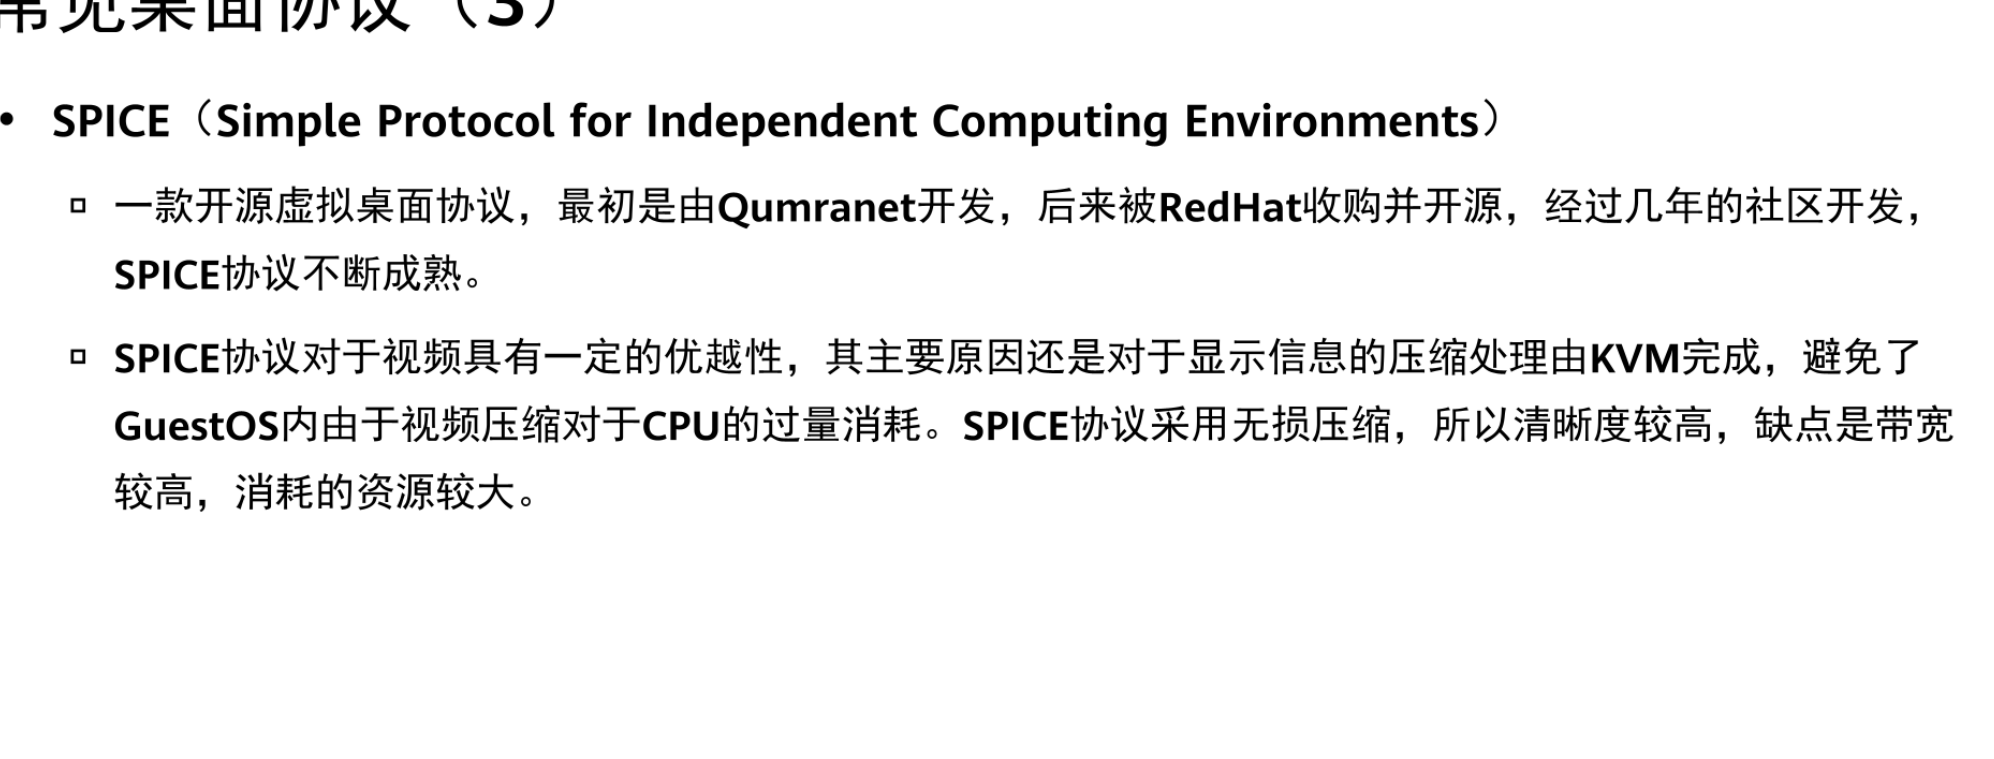 常见桌面协议（3）
• SPICE（Simple Protocol for Independent Computing Environments）
▫ 一款开源虚拟桌面协议，最初是由Qumranet开发，后来被RedHat收购并开源，经过几年的社区开发，
SPICE协议不断成熟。
▫ SPICE协议对于视频具有一定的优越性，其主要原因还是对于显示信息的压缩处理由KVM完成，避免了
GuestOS内由于视频压缩对于CPU的过量消耗。SPICE协议采用无损压缩，所以清晰度较高，缺点是带宽
较高，消耗的资源较大。